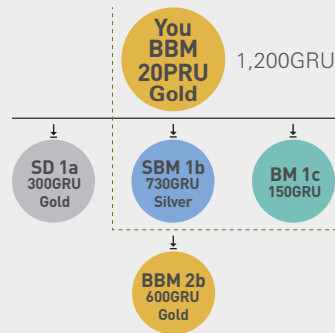 You
BBM
20PRU
Gold
1,200GRU
SD 1a
300GRU
Gold
SBM 1b
730GRU
Silver
BM 1c
150GRU
BBM 2b
600GRU
Gold